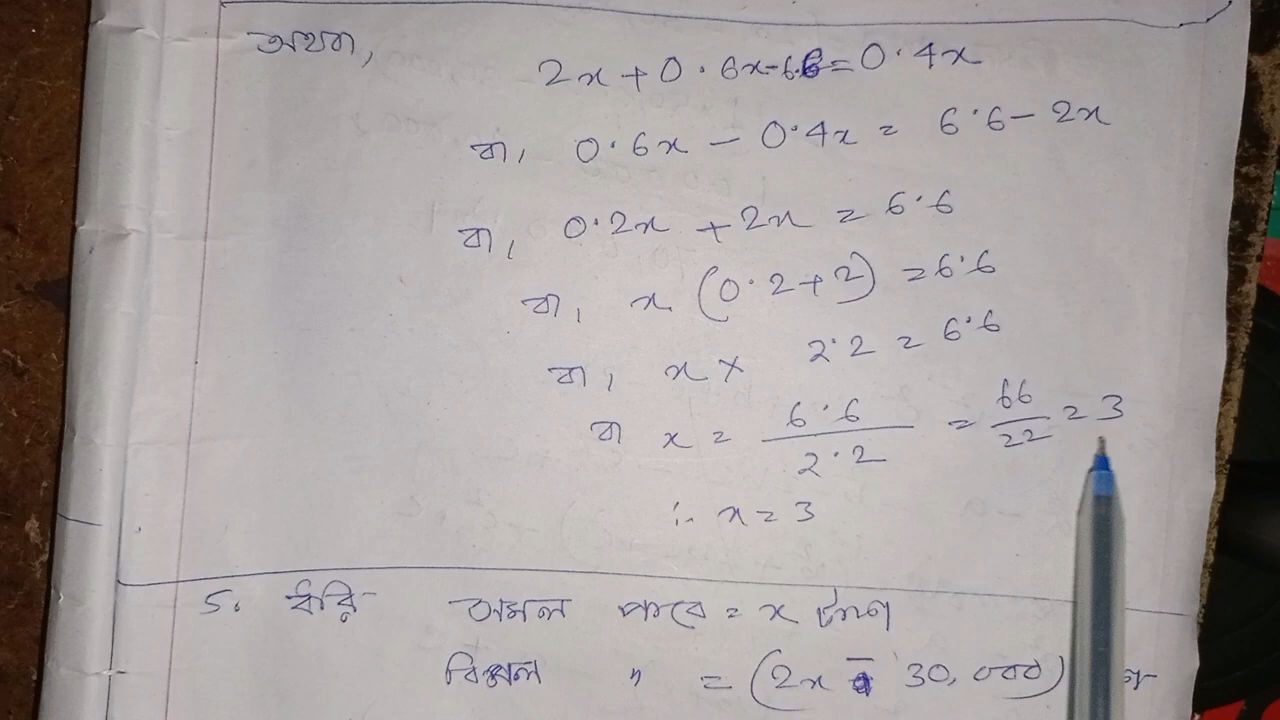 অথবা,
2x + 0.6x - 6.6 = 0.4x
বা, 0.6x - 0.4x = 6.6 - 2x
বা, 0.2x + 2x = 6.6
বা, x (0.2+2) = 6.6
বা, x × 2.2 = 6.6
বা x = 6.6/2.2 = 66/22 = 3
∴ x = 3
5. ধরি অমল পাবে = x টাকা
বিমল " = (2x - 30,000)